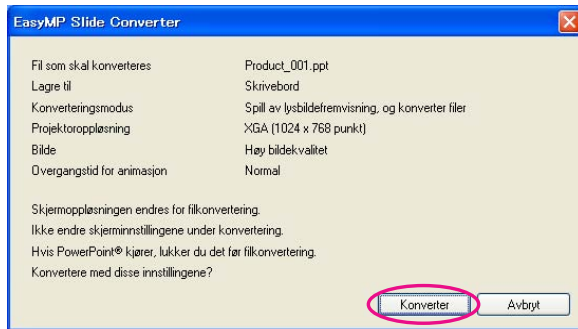 EasyMP Slide Converter
Fil som skal konverteres Product_001.ppt
Lagre til Skrivebord
Konverteringsmodus Spill av lysbildefremvisning, og konverter filer
Projektoroppløsning XGA (1024 x 768 punkt)
Bilde Høy bildekvalitet
Overgangstid for animasjon Normal
Skjermoppløsningen endres for filkonvertering.
Ikke endre skjerminnstillingene under konvertering.
Hvis PowerPoint® kjører, lukker du det før filkonvertering.
Konvertere med disse innstillingene?
Konverter Avbryt